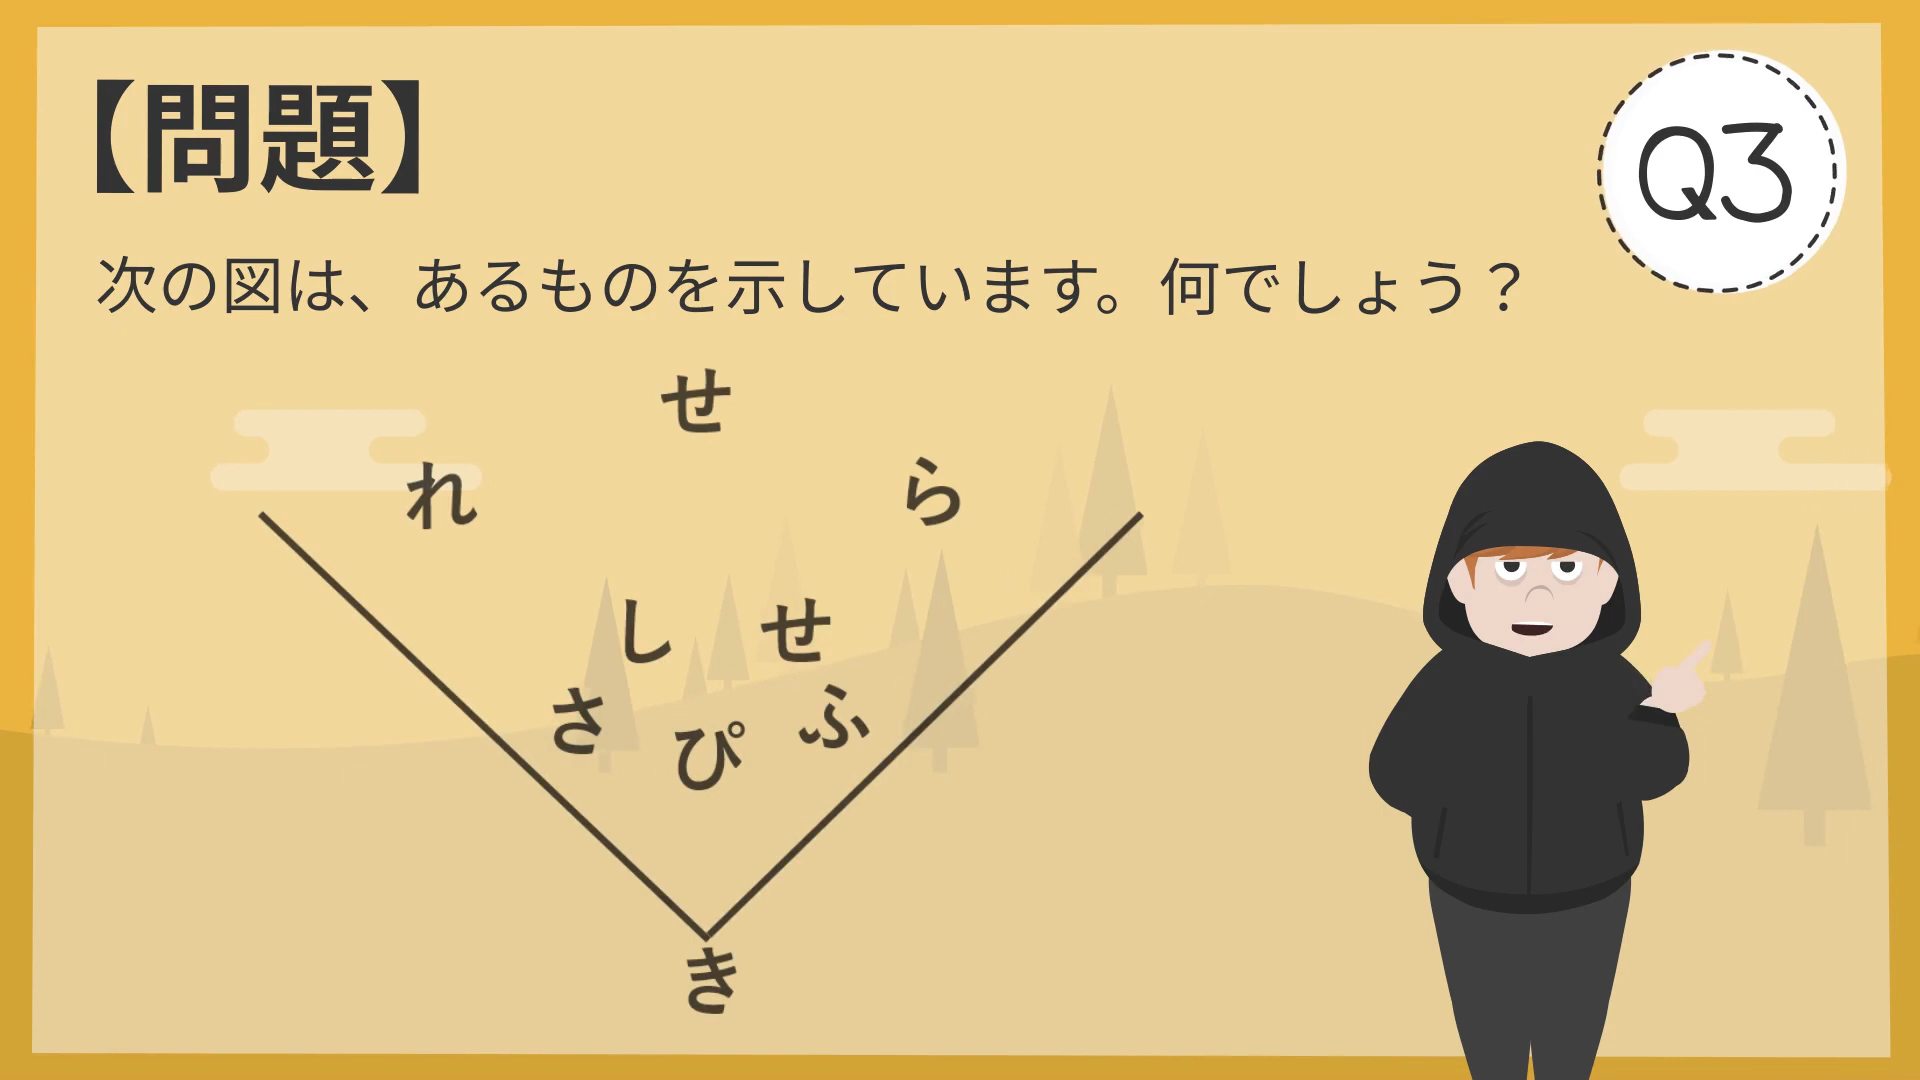 【問題】
Q3
次の図は、あるものを示しています。何でしょう？
せ
れ
ら
し
せ
さ
ぴ
ふ
き